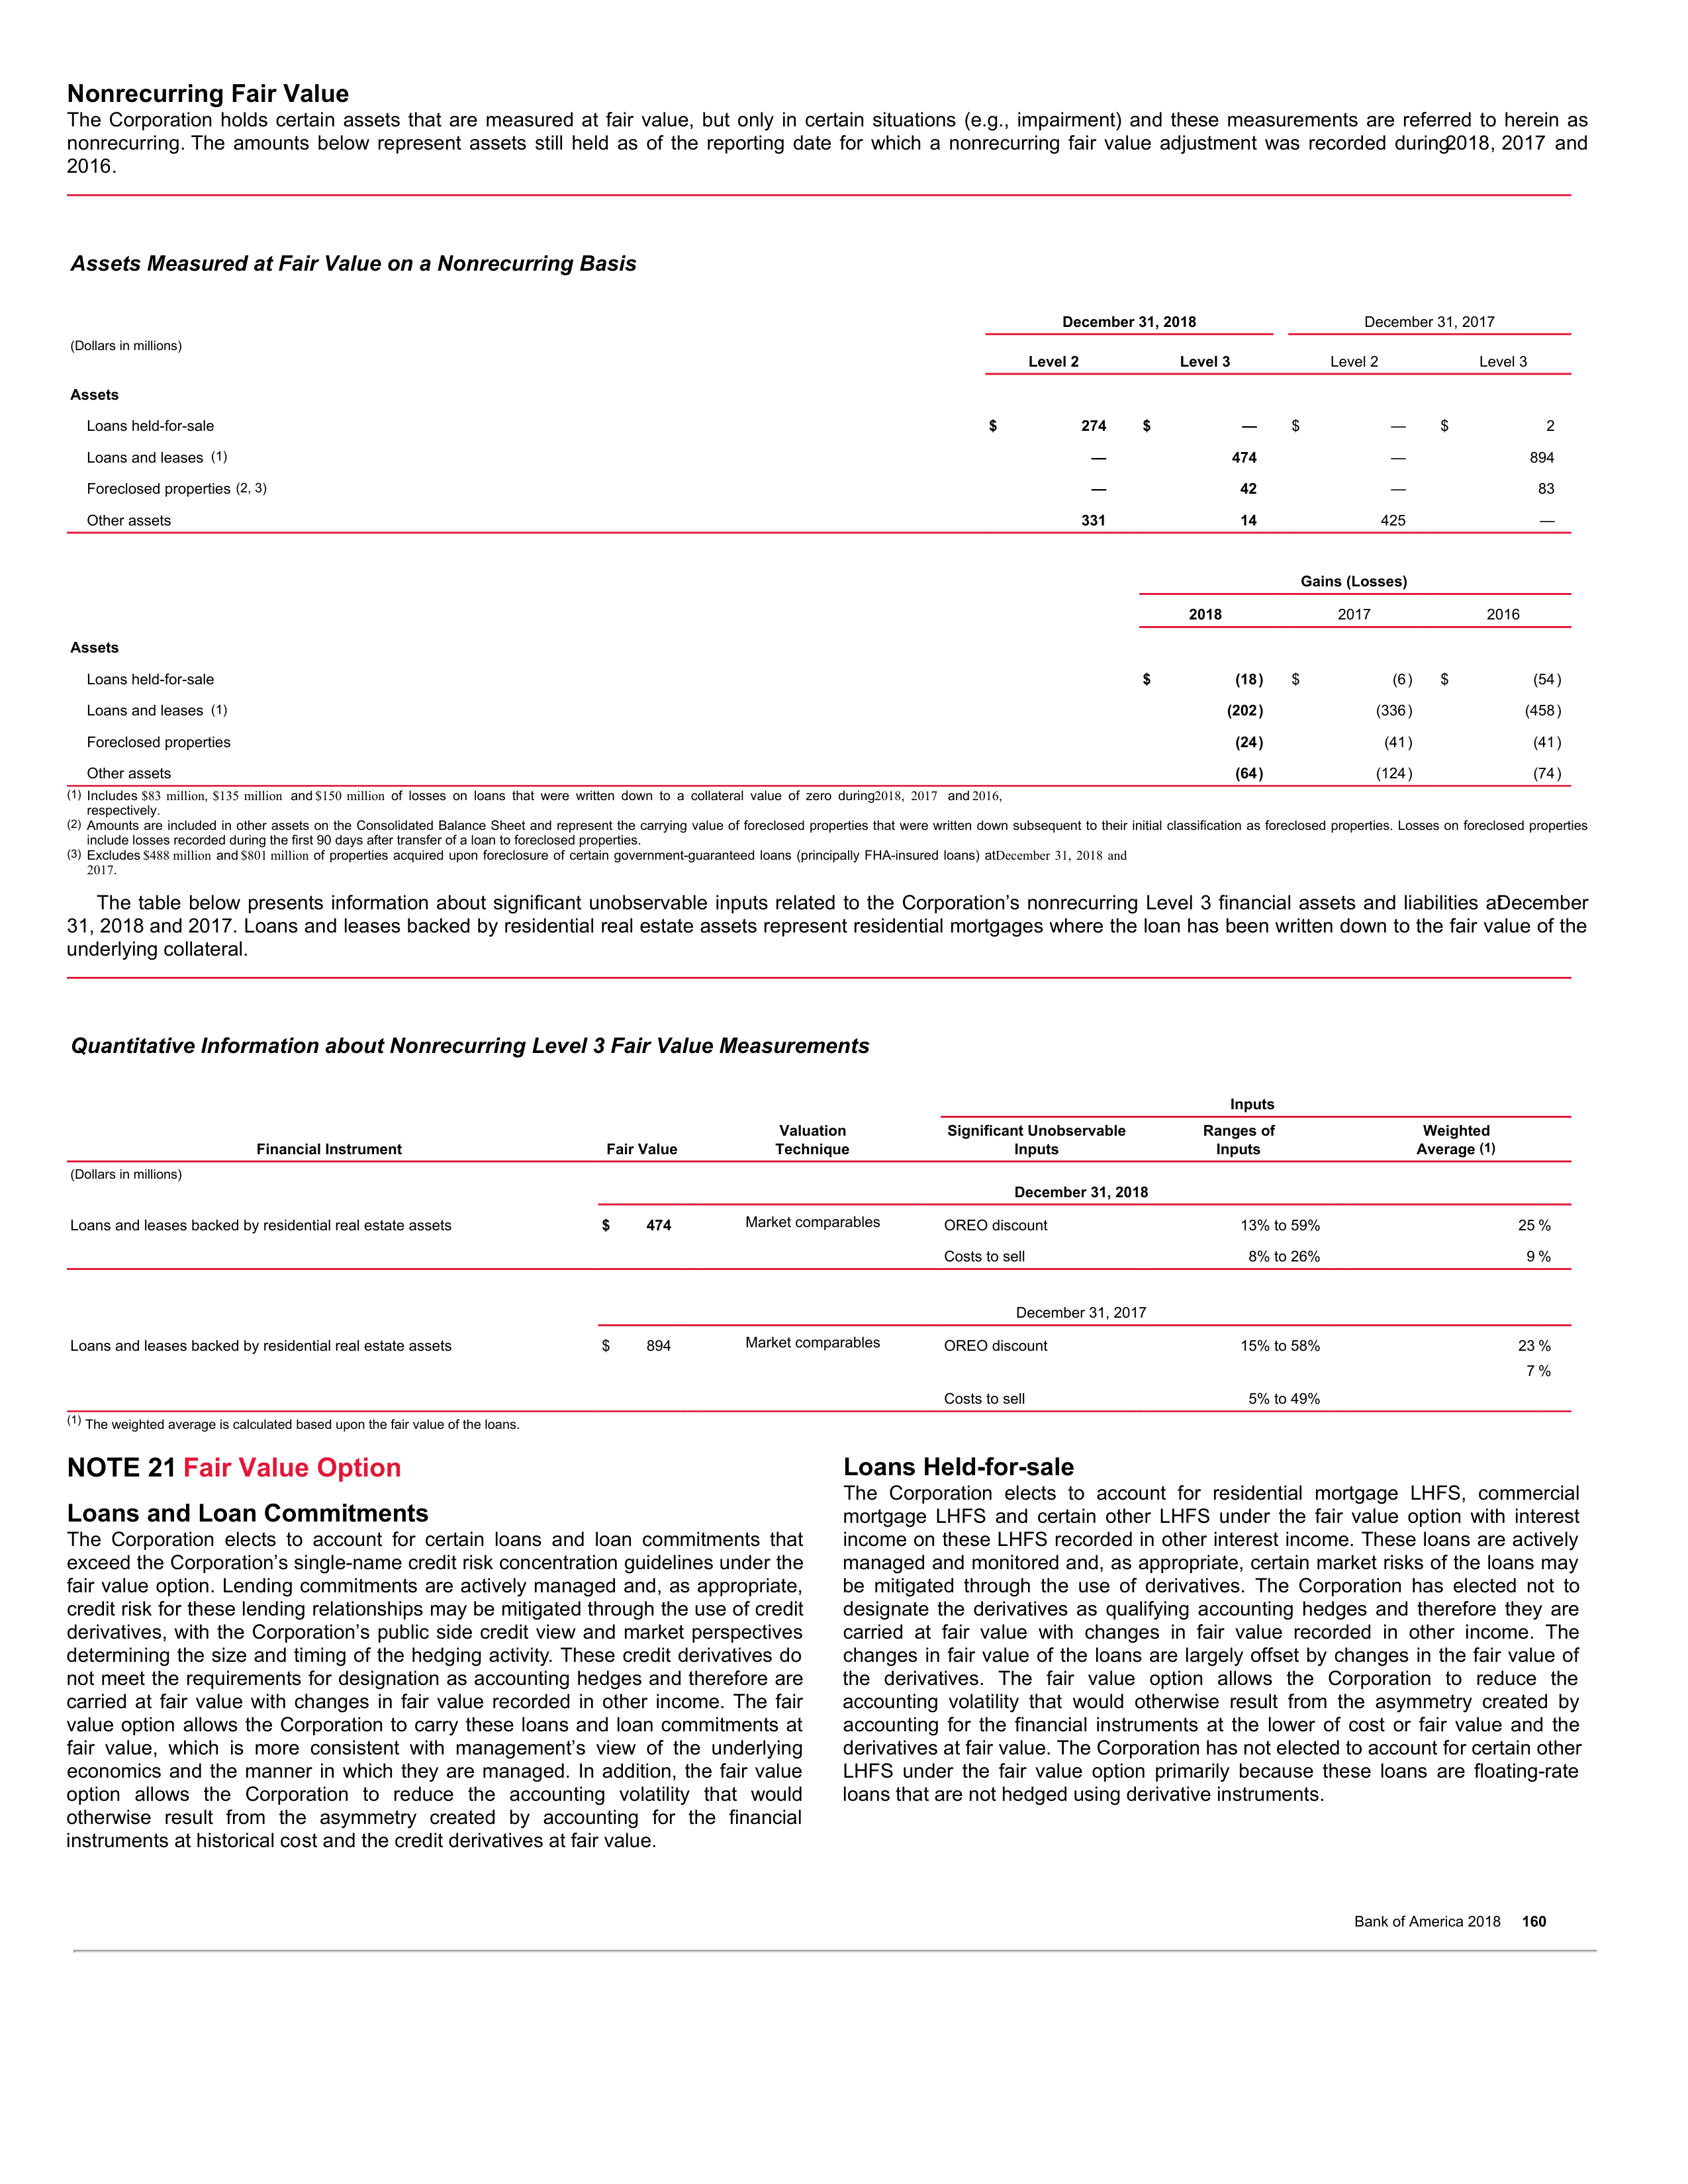 Nonrecurring Fair Value
The Corporation holds certain assets that are measured at fair value, but only in certain situations (e.g., impairment) and these measurements are referred to herein as
nonrecurring. The amounts below represent assets still held as of the reporting date for which a nonrecurring fair value adjustment was recorded during2018, 2017 and
2016.
Assets Measured at Fair Value on a Nonrecurring Basis
December 31, 2018 December 31, 2017
(Dollars in millions)
Level 2 Level 3 Level 2 Level 3
Assets
Loans held-for-sale $ 274 $ — $ — $ 2
Loans and leases (1) — 474 — 894
Foreclosed properties (2, 3) — 42 — 83
Other assets 331 14 425 —
Gains (Losses)
2018 2017 2016
Assets
Loans held-for-sale $ (18) $ (6) $ (54)
Loans and leases (1) (202) (336) (458)
Foreclosed properties (24) (41) (41)
Other assets (64) (124) (74)
(1) Includes $83 million, $135 million and $150 million of losses on loans that were written down to a collateral value of zero during2018, 2017 and 2016,
respectively.
(2) Amounts are included in other assets on the Consolidated Balance Sheet and represent the carrying value of foreclosed properties that were written down subsequent to their initial classification as foreclosed properties. Losses on foreclosed properties
include losses recorded during the first 90 days after transfer of a loan to foreclosed properties.
(3) Excludes $488 million and $801 million of properties acquired upon foreclosure of certain government-guaranteed loans (principally FHA-insured loans) atDecember 31, 2018 and
2017.
The table below presents information about significant unobservable inputs related to the Corporation’s nonrecurring Level 3 financial assets and liabilities atDecember
31, 2018 and 2017. Loans and leases backed by residential real estate assets represent residential mortgages where the loan has been written down to the fair value of the
underlying collateral.
Quantitative Information about Nonrecurring Level 3 Fair Value Measurements
Inputs
Valuation Significant Unobservable Ranges of Weighted
Financial Instrument Fair Value Technique Inputs Inputs Average (1)
(Dollars in millions)
December 31, 2018
Loans and leases backed by residential real estate assets $ 474 Market comparables OREO discount 13% to 59% 25 %
Costs to sell 8% to 26% 9 %
December 31, 2017
Loans and leases backed by residential real estate assets $ 894 Market comparables OREO discount 15% to 58% 23 %
7 %
Costs to sell 5% to 49%
(1) The weighted average is calculated based upon the fair value of the loans.
NOTE 21 Fair Value Option
Loans and Loan Commitments
The Corporation elects to account for certain loans and loan commitments that
exceed the Corporation’s single-name credit risk concentration guidelines under the
fair value option. Lending commitments are actively managed and, as appropriate,
credit risk for these lending relationships may be mitigated through the use of credit
derivatives, with the Corporation’s public side credit view and market perspectives
determining the size and timing of the hedging activity. These credit derivatives do
not meet the requirements for designation as accounting hedges and therefore are
carried at fair value with changes in fair value recorded in other income. The fair
value option allows the Corporation to carry these loans and loan commitments at
fair value, which is more consistent with management’s view of the underlying
economics and the manner in which they are managed. In addition, the fair value
option allows the Corporation to reduce the accounting volatility that would
otherwise result from the asymmetry created by accounting for the financial
instruments at historical cost and the credit derivatives at fair value.
Loans Held-for-sale
The Corporation elects to account for residential mortgage LHFS, commercial
mortgage LHFS and certain other LHFS under the fair value option with interest
income on these LHFS recorded in other interest income. These loans are actively
managed and monitored and, as appropriate, certain market risks of the loans may
be mitigated through the use of derivatives. The Corporation has elected not to
designate the derivatives as qualifying accounting hedges and therefore they are
carried at fair value with changes in fair value recorded in other income. The
changes in fair value of the loans are largely offset by changes in the fair value of
the derivatives. The fair value option allows the Corporation to reduce the
accounting volatility that would otherwise result from the asymmetry created by
accounting for the financial instruments at the lower of cost or fair value and the
derivatives at fair value. The Corporation has not elected to account for certain other
LHFS under the fair value option primarily because these loans are floating-rate
loans that are not hedged using derivative instruments.
Bank of America 2018 160